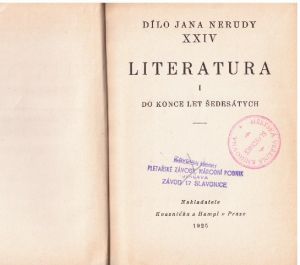 DÍLO JANA NERUDY
XXIV
LITERATURA
I
DO KONCE LET ŠEDESÁTÝCH
PLETAŘSKÉ ZÁVODY, NÁRODNÍ PODNIK
ZÁVOD 17 SLAVONICE
Nakladatelé
Kvasnička a Hampl v Praze
1925